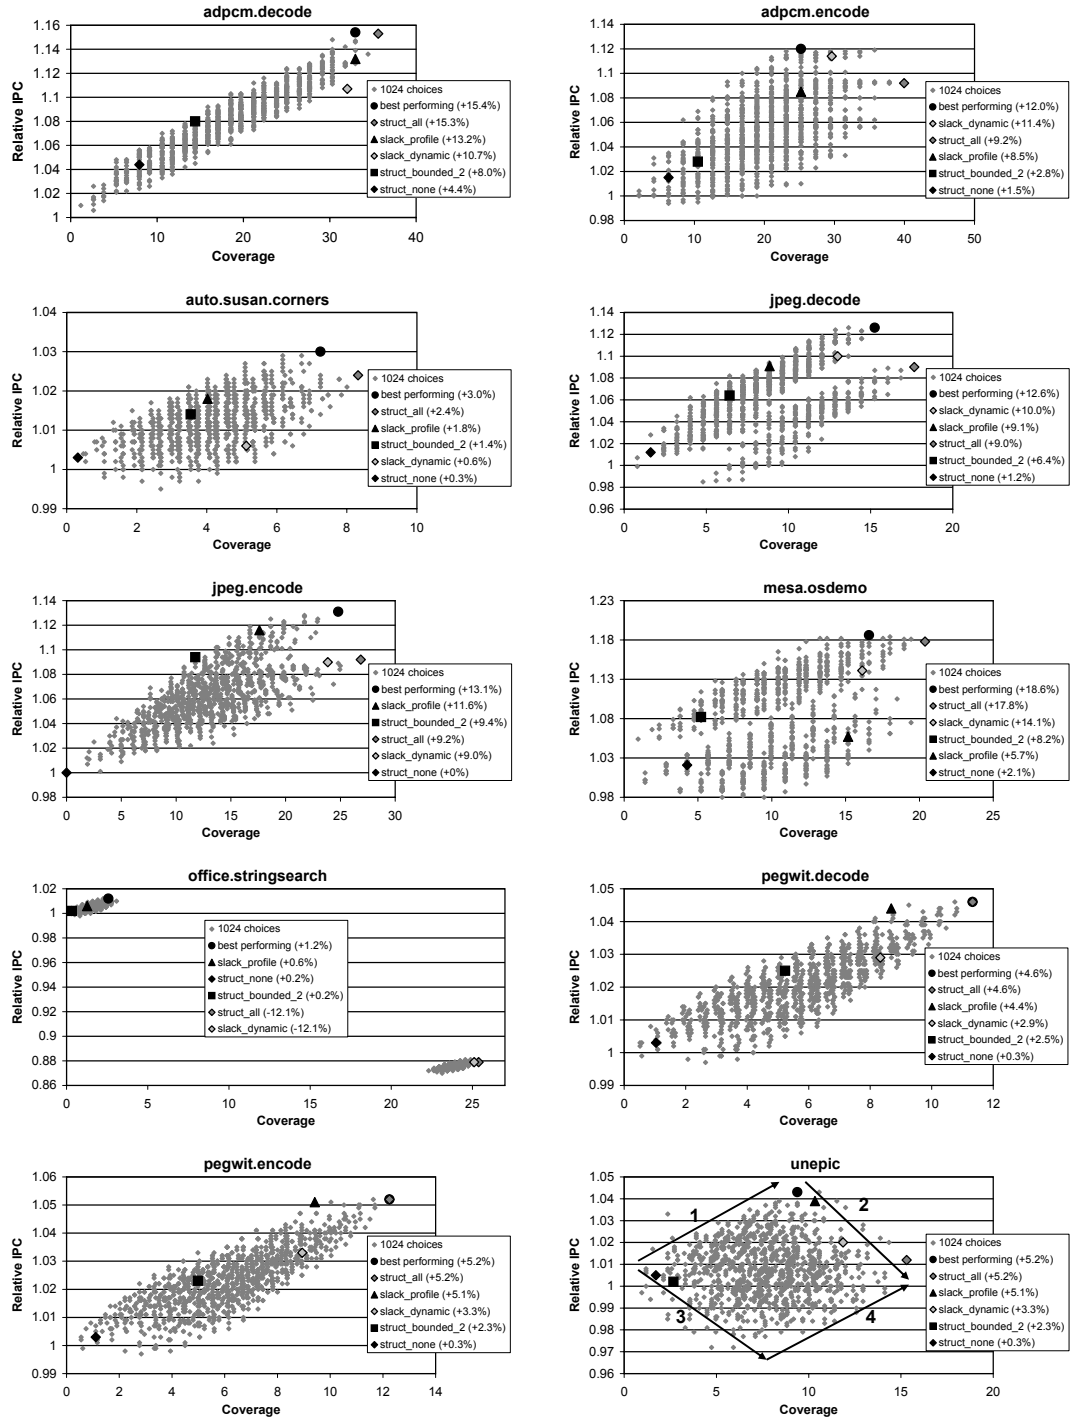 adpcm.decode
1.16
1.14
1.12
1.1
1.08
1.06
1.04
1.02
1
Relative IPC
0 10 20 30 40 50
Coverage
1024 choices
best performing (+15.4%)
struct_all (+15.3%)
slack_profile (+13.2%)
slack_dynamic (+10.7%)
struct_bounded_2 (+8.0%)
struct_none (+4.4%)
adpcm.encode
1.14
1.12
1.1
1.08
1.06
1.04
1.02
1
0.98
Relative IPC
0 10 20 30 40 50
Coverage
1024 choices
best performing (+12.0%)
slack_dynamic (+11.4%)
struct_all (+9.2%)
slack_profile (+8.5%)
struct_bounded_2 (+2.8%)
struct_none (+1.5%)
auto.susan.corners
1.04
1.03
1.02
1.01
1
0.99
Relative IPC
0 2 4 6 8 10
Coverage
1024 choices
best performing (+3.0%)
struct_all (+2.4%)
slack_profile (+1.8%)
struct_bounded_2 (+1.4%)
slack_dynamic (+0.6%)
struct_none (+0.3%)
jpeg.decode
1.14
1.12
1.1
1.08
1.06
1.04
1.02
1
0.98
0.96
Relative IPC
0 5 10 15 20
Coverage
1024 choices
best performing (+12.6%)
slack_dynamic (+10.0%)
slack_profile (+9.1%)
struct_all (+9.0%)
struct_bounded_2 (+6.4%)
struct_none (+1.2%)
jpeg.encode
1.14
1.12
1.1
1.08
1.06
1.04
1.02
1
0.98
Relative IPC
0 5 10 15 20 25 30
Coverage
1024 choices
best performing (+13.1%)
slack_profile (+11.6%)
struct_bounded_2 (+9.4%)
struct_all (+9.2%)
slack_dynamic (+9.0%)
struct_none (+0%)
mesa.osdemo
1.23
1.18
1.13
1.08
1.03
0.98
Relative IPC
0 5 10 15 20 25
Coverage
1024 choices
best performing (+18.6%)
struct_all (+17.8%)
slack_dynamic (+14.1%)
struct_bounded_2 (+8.2%)
slack_profile (+5.7%)
struct_none (+2.1%)
office.stringsearch
1.02
1
0.98
0.96
0.94
0.92
0.9
0.88
0.86
Relative IPC
0 5 10 15 20 25
Coverage
1024 choices
best performing (+1.2%)
slack_profile (+0.6%)
struct_none (+0.2%)
struct_bounded_2 (+0.2%)
struct_all (-12.1%)
slack_dynamic (-12.1%)
pegwit.decode
1.05
1.04
1.03
1.02
1.01
1
0.99
Relative IPC
0 2 4 6 8 10 12
Coverage
1024 choices
best performing (+4.6%)
struct_all (+4.6%)
slack_profile (+4.4%)
slack_dynamic (+2.9%)
struct_bounded_2 (+2.5%)
struct_none (+0.3%)
pegwit.encode
1.06
1.05
1.04
1.03
1.02
1.01
1
0.99
Relative IPC
0 2 4 6 8 10 12 14
Coverage
1024 choices
best performing (+5.2%)
struct_all (+5.2%)
slack_profile (+5.1%)
slack_dynamic (+3.3%)
struct_bounded_2 (+2.3%)
struct_none (+0.3%)
unepic
1.05
1.04
1.03
1.02
1.01
1
0.99
0.98
0.97
0.96
Relative IPC
1 2
3 4
0 5 10 15 20
Coverage
1024 choices
best performing (+5.2%)
struct_all (+5.2%)
slack_profile (+5.1%)
slack_dynamic (+3.3%)
struct_bounded_2 (+2.3%)
struct_none (+0.3%)